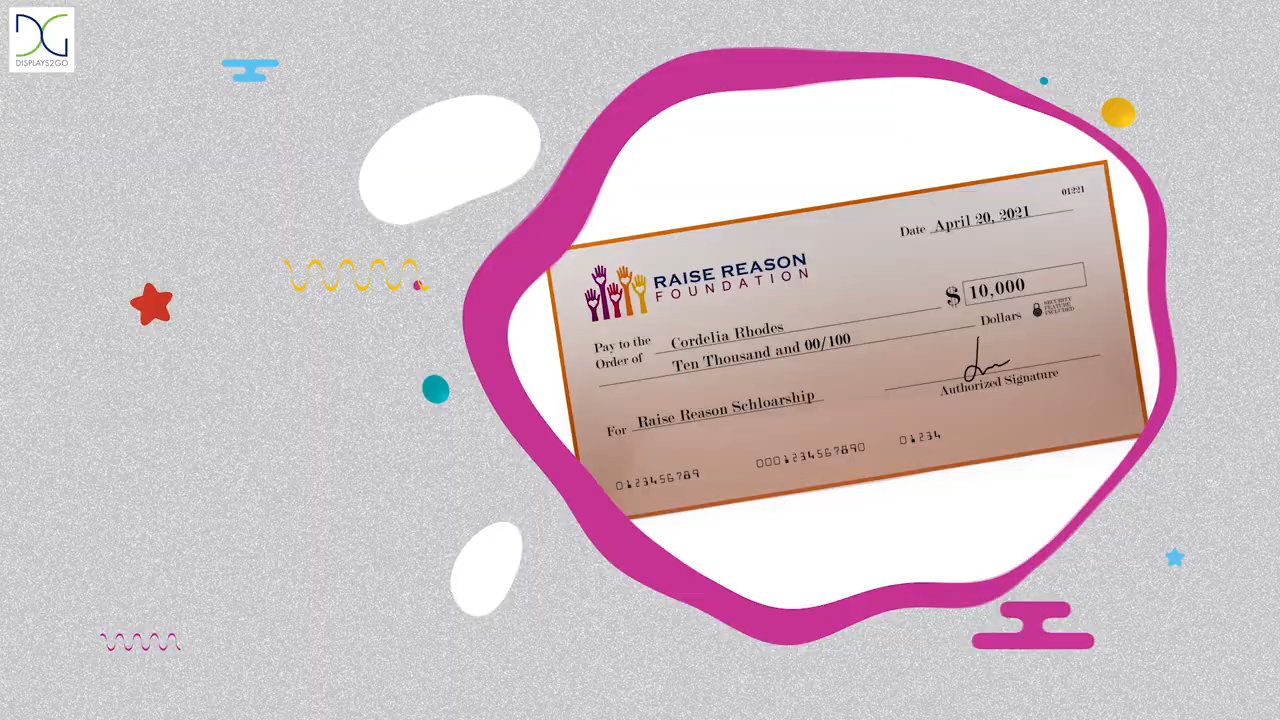 DISPLAYS2GO
01221
Date April 20, 2021
RAISE REASON
FOUNDATION
$ 10,000
Pay to the
Order of Cordelia Rhodes
Ten Thousand and 00/100 Dollars
SECURITY
FEATURE
INCLUDED
Authorized Signature
For Raise Reason Schloarship
0123456789 0001234567890 01234